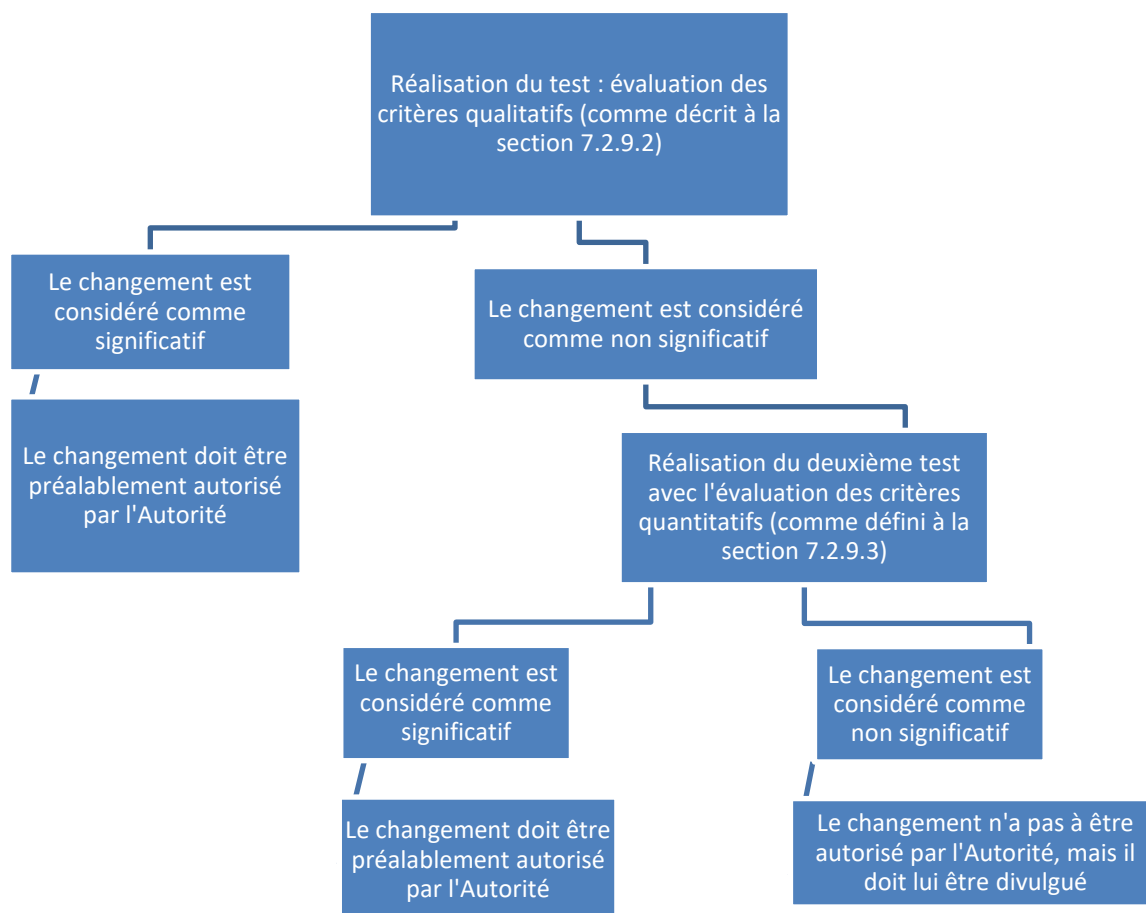 Réalisation du test : évaluation des
critères qualitatifs (comme décrit à la
section 7.2.9.2)
Le changement est
considéré comme
significatif
Le changement est considéré
comme non significatif
Le changement doit être
préalablement autorisé
par l'Autorité
Réalisation du deuxième test
avec l'évaluation des critères
quantitatifs (comme défini à la
section 7.2.9.3)
Le changement est
considéré comme
significatif
Le changement est
considéré comme
non significatif
Le changement doit être
préalablement autorisé
par l'Autorité
Le changement n'a pas à être
autorisé par l'Autorité, mais il
doit lui être divulgué